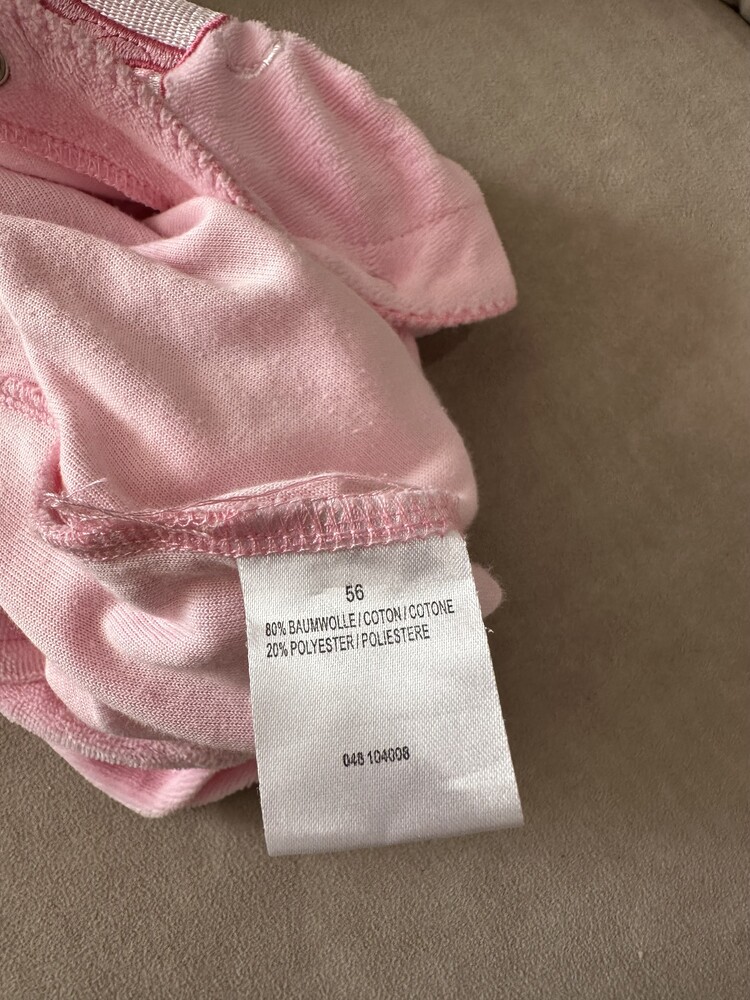 56
80% BAUMWOLLE / COTON / COTONE
20% POLYESTER / POLIESTERE
048 104008